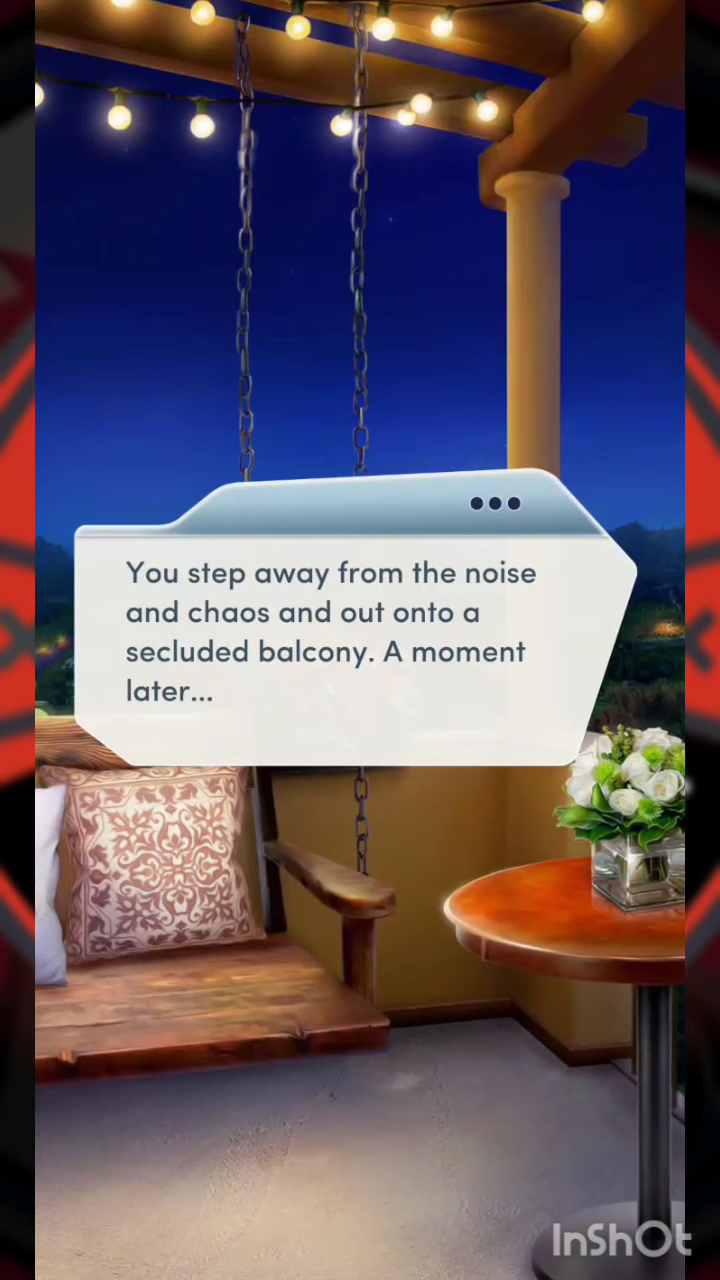 You step away from the noise
and chaos and out onto a
secluded balcony. A moment
later...
InShOt